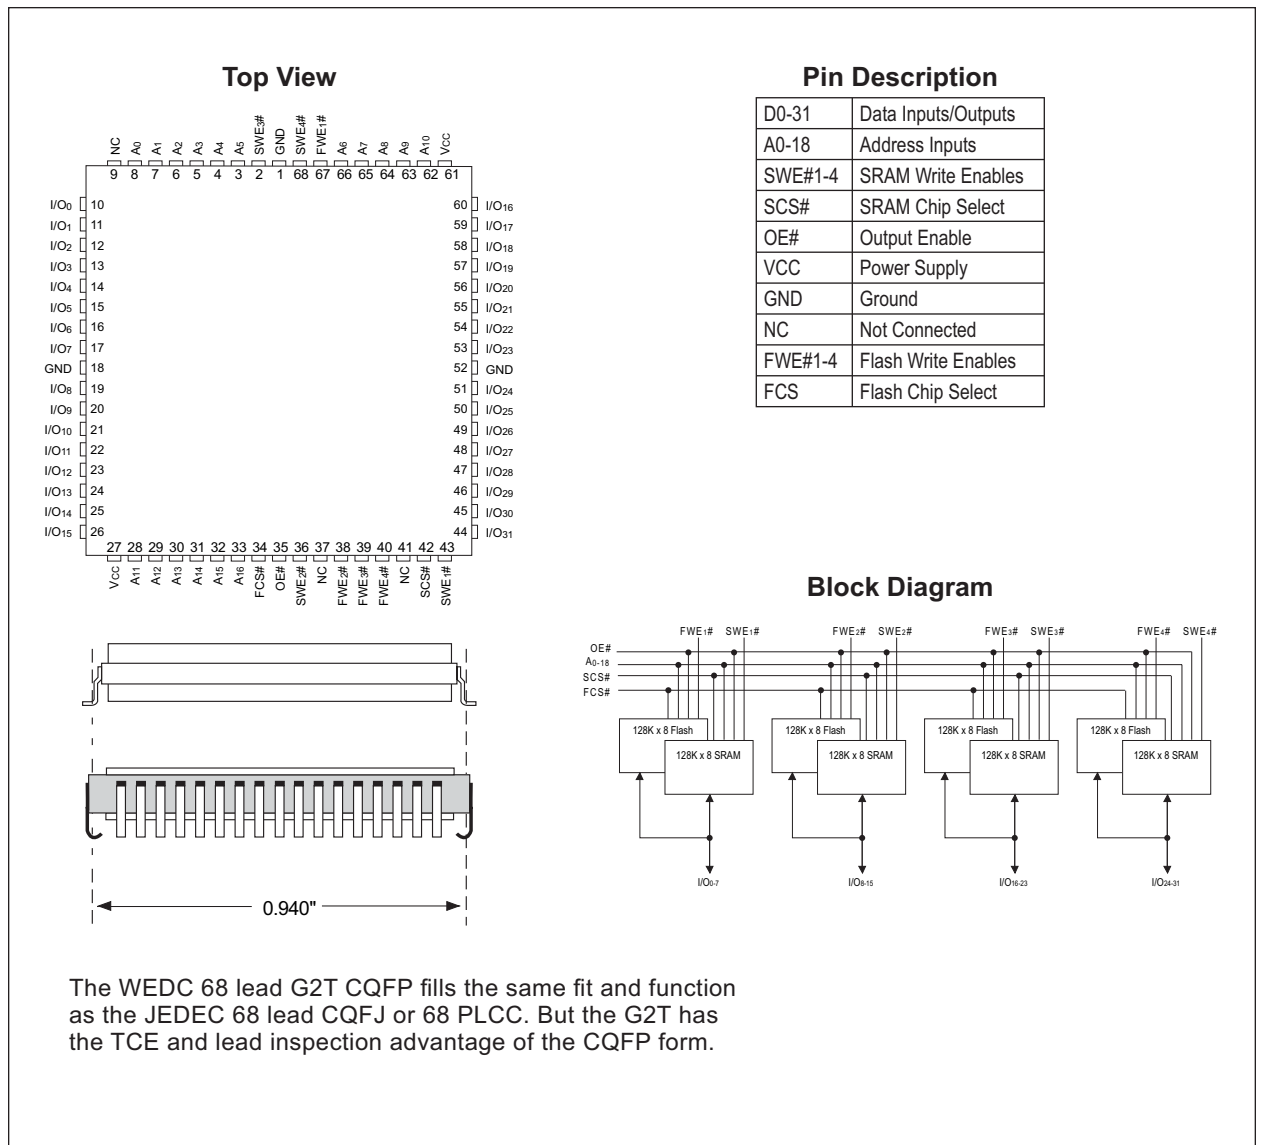 Top View
NC A0 A1 A2 A3 A4 A5 SWE3# GND SWE4# FWE1# A6 A7 A8 A9 A10 VCC
9 8 7 6 5 4 3 2 1 68 67 66 65 64 63 62 61
I/O0 10 60 I/O16
I/O1 11 59 I/O17
I/O2 12 58 I/O18
I/O3 13 57 I/O19
I/O4 14 56 I/O20
I/O5 15 55 I/O21
I/O6 16 54 I/O22
I/O7 17 53 I/O23
GND 18 52 GND
I/O8 19 51 I/O24
I/O9 20 50 I/O25
I/O10 21 49 I/O26
I/O11 22 48 I/O27
I/O12 23 47 I/O28
I/O13 24 46 I/O29
I/O14 25 45 I/O30
I/O15 26 44 I/O31
27 28 29 30 31 32 33 34 35 36 37 38 39 40 41 42 43
VCC A11 A12 A13 A14 A15 A16 FCS# OE# SWE2# NC FWE2# FWE3# FWE4# NC SCS# SWE1#
0.940"
Pin Description
D0-31 Data Inputs/Outputs
A0-18 Address Inputs
SWE#1-4 SRAM Write Enables
SCS# SRAM Chip Select
OE# Output Enable
VCC Power Supply
GND Ground
NC Not Connected
FWE#1-4 Flash Write Enables
FCS Flash Chip Select
Block Diagram
FWE1# SWE1# FWE2# SWE2# FWE3# SWE3# FWE4# SWE4#
OE#
A0-18
SCS#
FCS#
128K x 8 Flash 128K x 8 Flash 128K x 8 Flash 128K x 8 Flash
128K x 8 SRAM 128K x 8 SRAM 128K x 8 SRAM 128K x 8 SRAM
I/O0-7 I/O8-15 I/O16-23 I/O24-31
The WEDC 68 lead G2T CQFP fills the same fit and function
as the JEDEC 68 lead CQFJ or 68 PLCC. But the G2T has
the TCE and lead inspection advantage of the CQFP form.